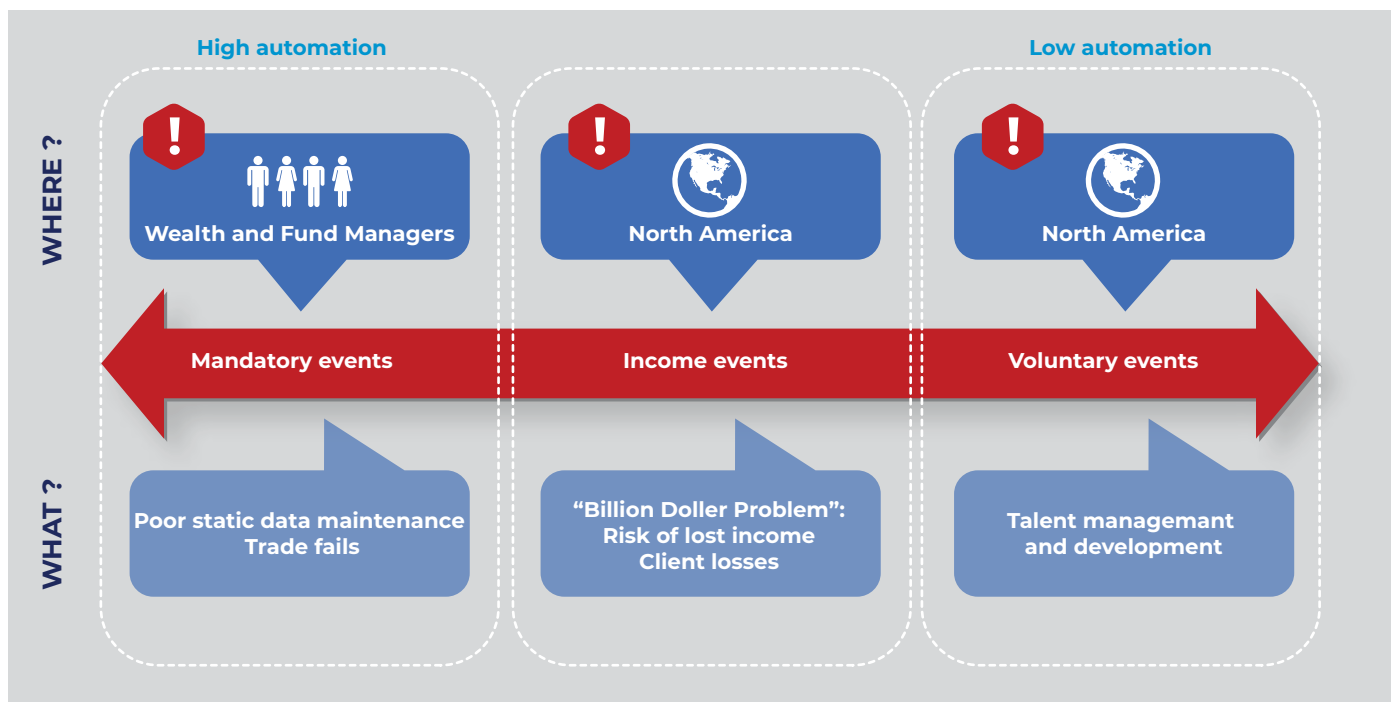 High automation
Low automation
WHERE ?
!
Wealth and Fund Managers
!
North America
!
North America
Mandatory events
Income events
Voluntary events
WHAT ?
Poor static data maintenance
Trade fails
“Billion Doller Problem”:
Risk of lost income
Client losses
Talent managemant
and development